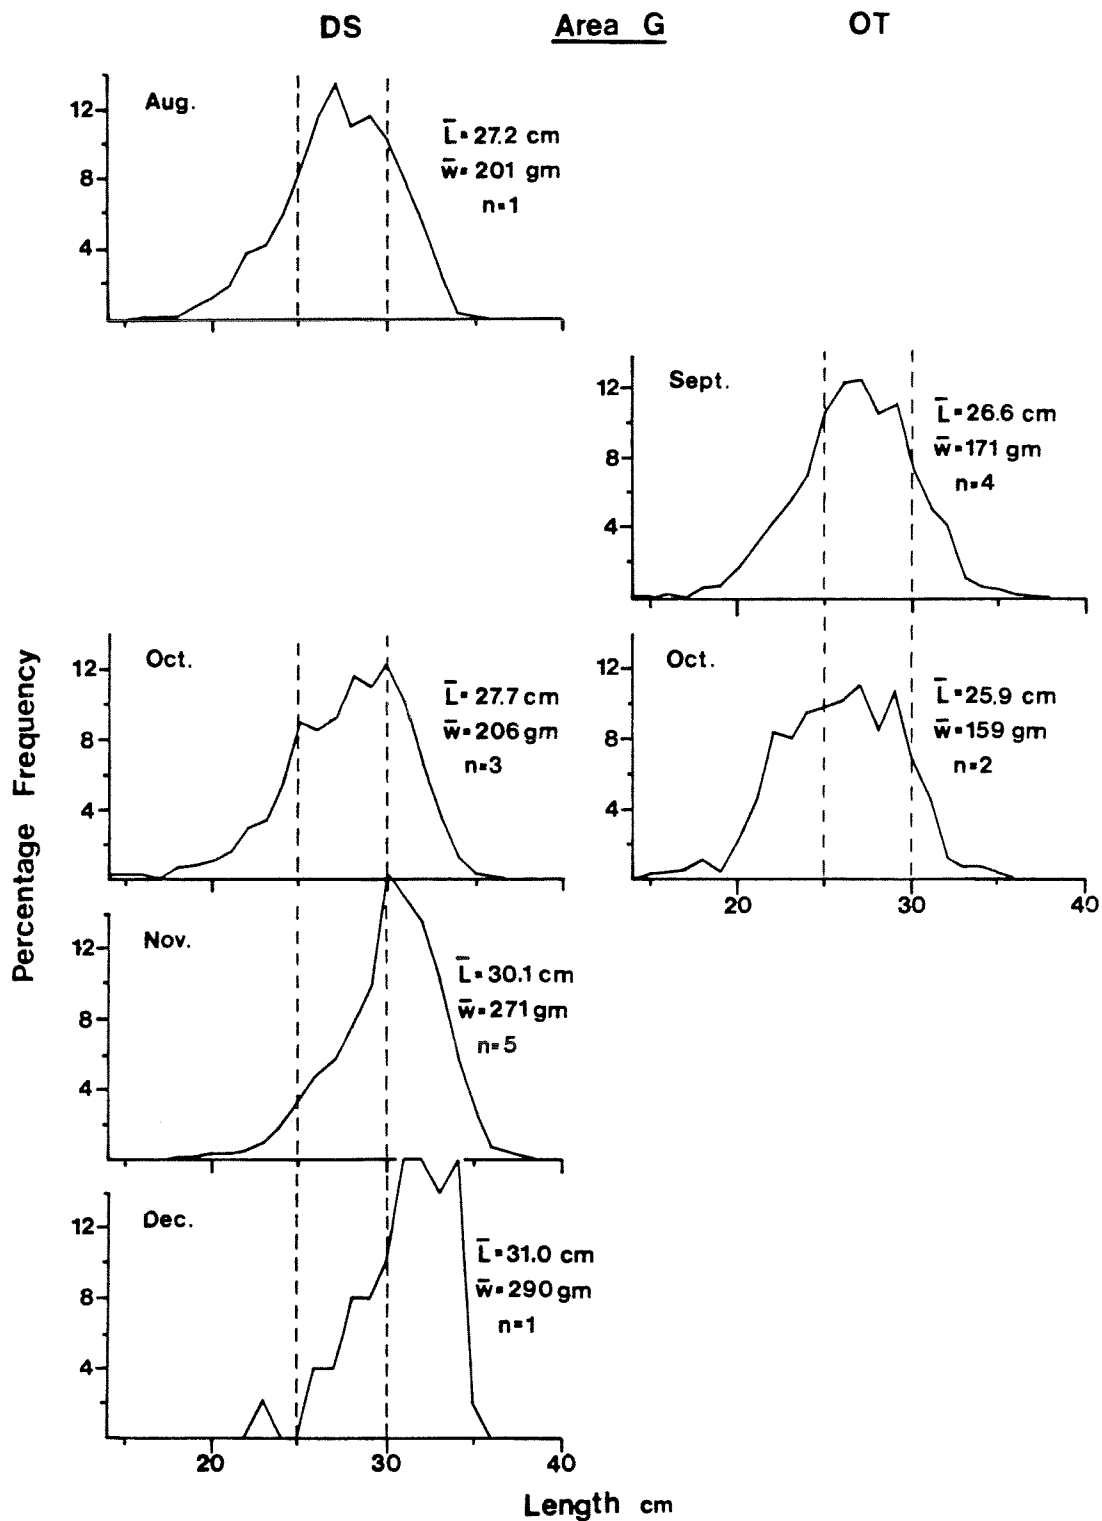 DS Area G OT
Aug.
L̅=27.2 cm
w̅=201 gm
n=1
12
8
4
Sept.
L̅=26.6 cm
w̅=171 gm
n=4
12
8
4
20 30 40
Oct.
L̅=27.7 cm
w̅=206 gm
n=3
12
8
4
Oct.
L̅=25.9 cm
w̅=159 gm
n=2
12
8
4
Nov.
L̅=30.1 cm
w̅=271 gm
n=5
12
8
4
Dec.
L̅=31.0 cm
w̅=290 gm
n=1
12
8
4
20 30 40
Percentage Frequency
Length cm